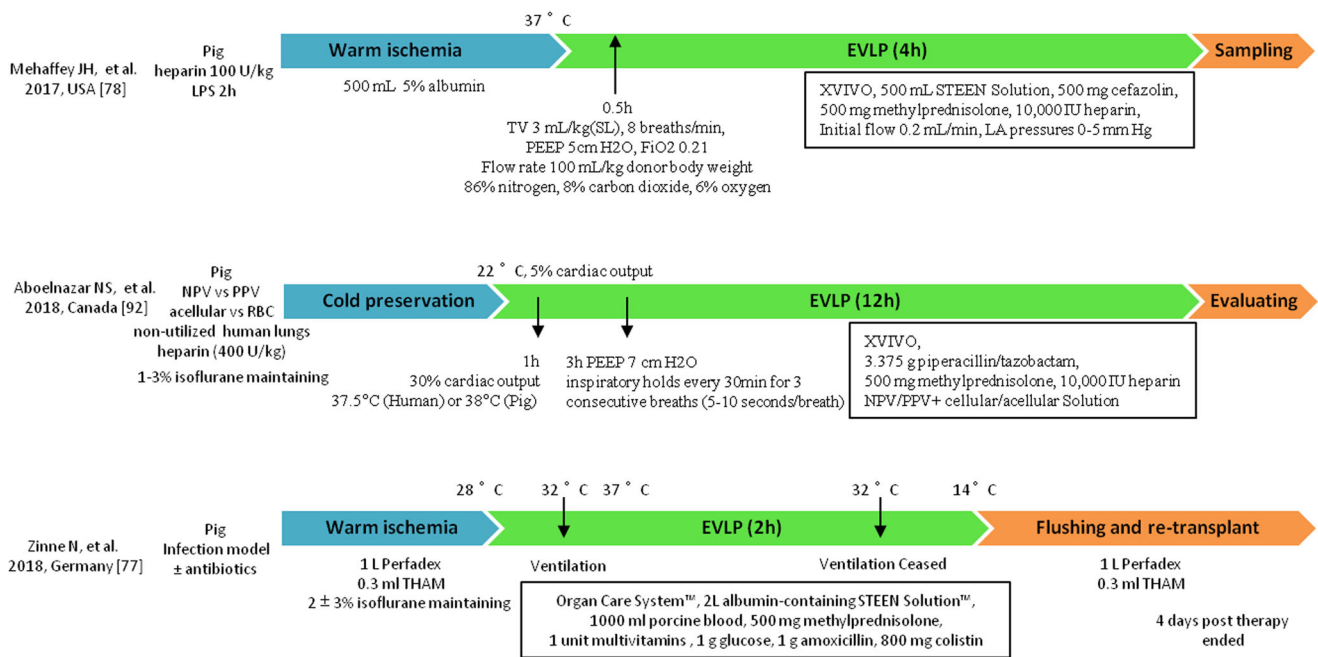 37 ° C
Mehaffey JH, et al.
2017, USA [78]
Pig
heparin 100 U/kg
LPS 2h
Warm ischemia
EVLP (4h)
Sampling
500 mL 5% albumin
0.5h
TV 3 mL/kg(SL), 8 breaths/min,
PEEP 5cm H2O, FiO2 0.21
Flow rate 100 mL/kg donor body weight
86% nitrogen, 8% carbon dioxide, 6% oxygen
XVIVO, 500 mL STEEN Solution, 500 mg cefazolin,
500 mg methylprednisolone, 10,000 IU heparin,
Initial flow 0.2 mL/min, LA pressures 0-5 mm Hg
22 ° C, 5% cardiac output
Aboelnazar NS, et al.
2018, Canada [92]
Pig
NPV vs PPV
acellular vs RBC
non-utilized human lungs
heparin (400 U/kg)
1-3% isoflurane maintaining
Cold preservation
EVLP (12h)
Evaluating
1h
30% cardiac output
37.5°C (Human) or 38°C (Pig)
3h PEEP 7 cm H2O
inspiratory holds every 30min for 3
consecutive breaths (5-10 seconds/breath)
XVIVO,
3.375 g piperacillin/tazobactam,
500 mg methylprednisolone, 10,000 IU heparin
NPV/PPV+ cellular/acellular Solution
28 ° C 32 ° C 37 ° C 32 ° C 14 ° C
Zinne N, et al.
2018, Germany [77]
Pig
Infection model
± antibiotics
Warm ischemia
EVLP (2h)
Flushing and re-transplant
1 L Perfadex
0.3 ml THAM
2 ± 3% isoflurane maintaining
Ventilation
Ventilation Ceased
Organ Care System™, 2L albumin-containing STEEN Solution™,
1000 ml porcine blood, 500 mg methylprednisolone,
1 unit multivitamins , 1 g glucose, 1 g amoxicillin, 800 mg colistin
1 L Perfadex
0.3 ml THAM
4 days post therapy
ended